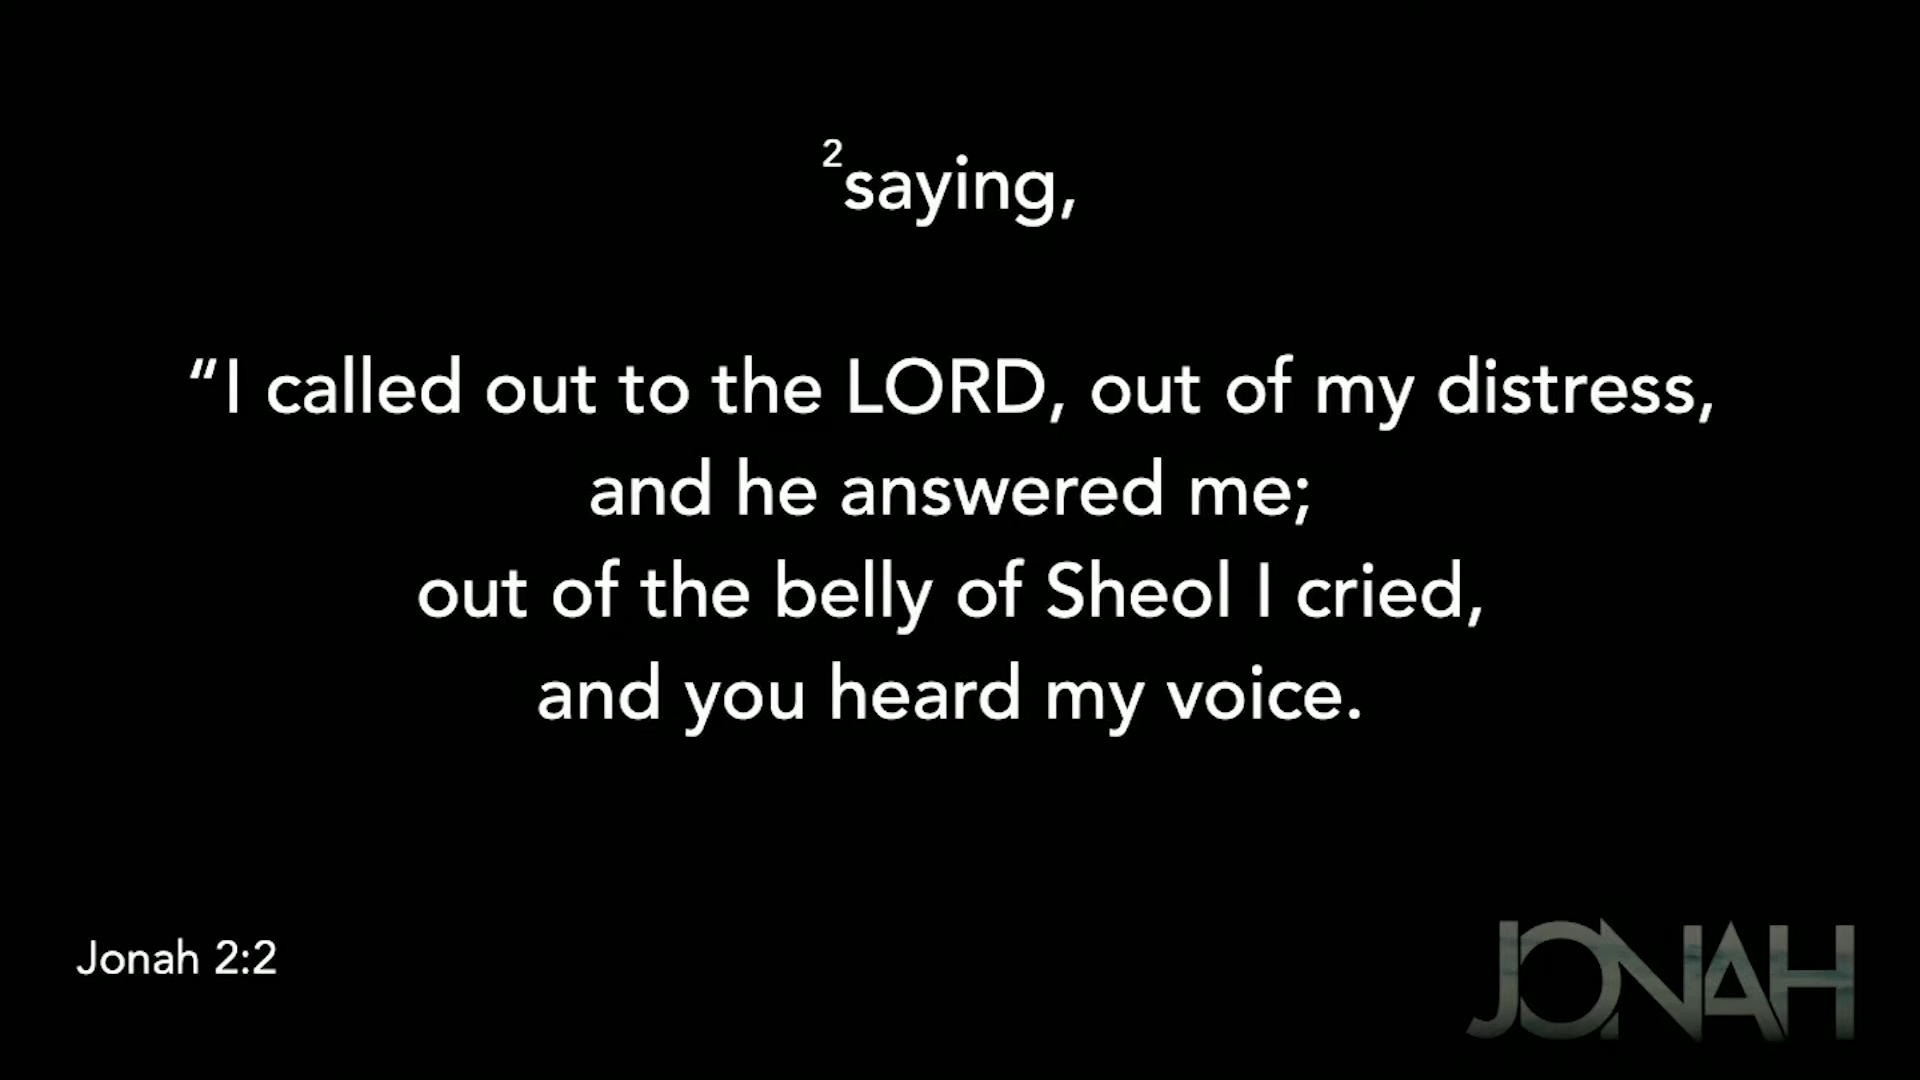 ²saying,
“I called out to the LORD, out of my distress,
and he answered me;
out of the belly of Sheol I cried,
and you heard my voice.
Jonah 2:2
JONAH